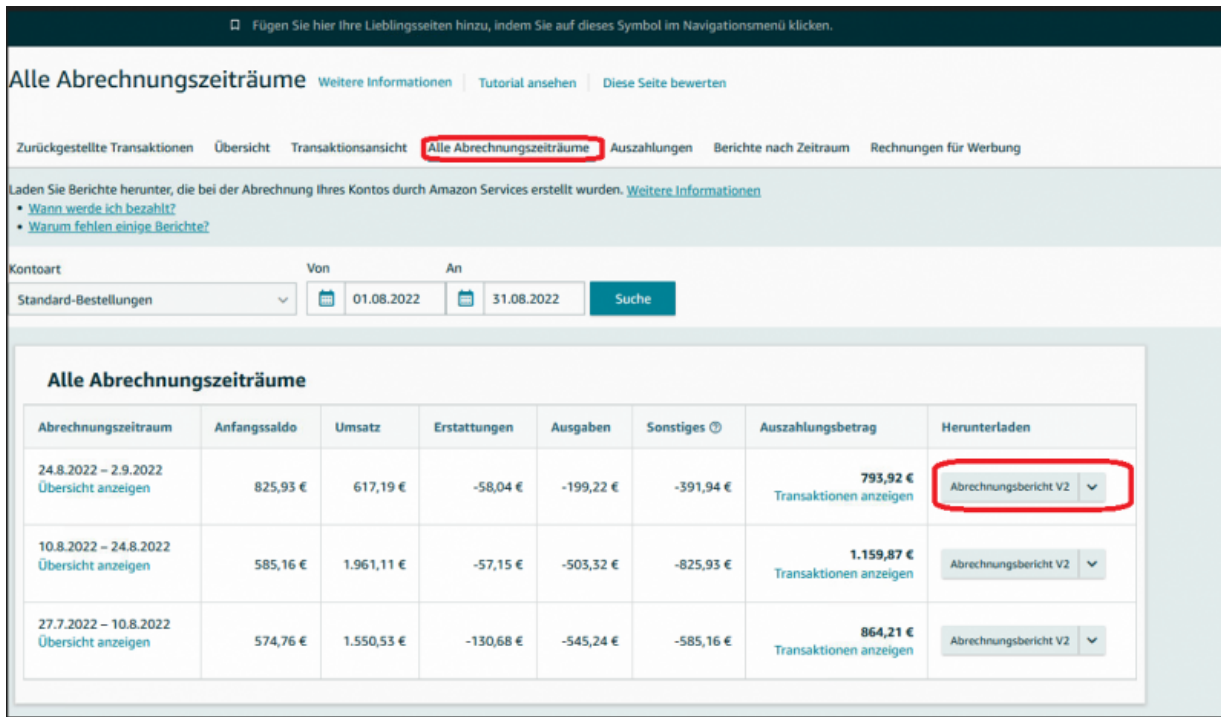 Fügen Sie hier Ihre Lieblingsseiten hinzu, indem Sie auf dieses Symbol im Navigationsmenü klicken.
Alle Abrechnungszeiträume Weitere Informationen Tutorial ansehen Diese Seite bewerten
Zurückgestellte Transaktionen Übersicht Transaktionsansicht Alle Abrechnungszeiträume Auszahlungen Berichte nach Zeitraum Rechnungen für Werbung
Laden Sie Berichte herunter, die bei der Abrechnung Ihres Kontos durch Amazon Services erstellt wurden. Weitere Informationen
• Wann werde ich bezahlt?
• Warum fehlen einige Berichte?
Kontoart Von An
Standard-Bestellungen 01.08.2022 31.08.2022 Suche
Alle Abrechnungszeiträume
Abrechnungszeitraum Anfangssaldo Umsatz Erstattungen Ausgaben Sonstiges Auszahlungsbetrag Herunterladen
24.8.2022 – 2.9.2022
Übersicht anzeigen 825,93 € 617,19 € -58,04 € -199,22 € -391,94 € 793,92 €
Transaktionen anzeigen Abrechnungsbericht V2
10.8.2022 – 24.8.2022
Übersicht anzeigen 585,16 € 1.961,11 € -57,15 € -503,32 € -825,93 € 1.159,87 €
Transaktionen anzeigen Abrechnungsbericht V2
27.7.2022 – 10.8.2022
Übersicht anzeigen 574,76 € 1.550,53 € -130,68 € -545,24 € -585,16 € 864,21 €
Transaktionen anzeigen Abrechnungsbericht V2